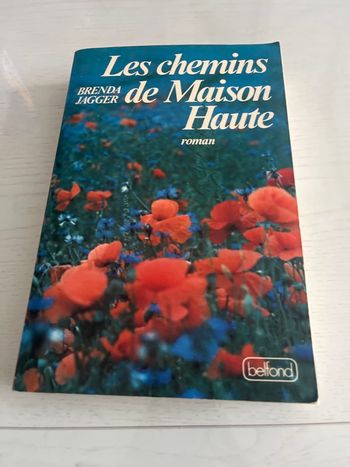 Les chemins
BRENDA
JAGGER
de Maison
Haute
roman
belfond